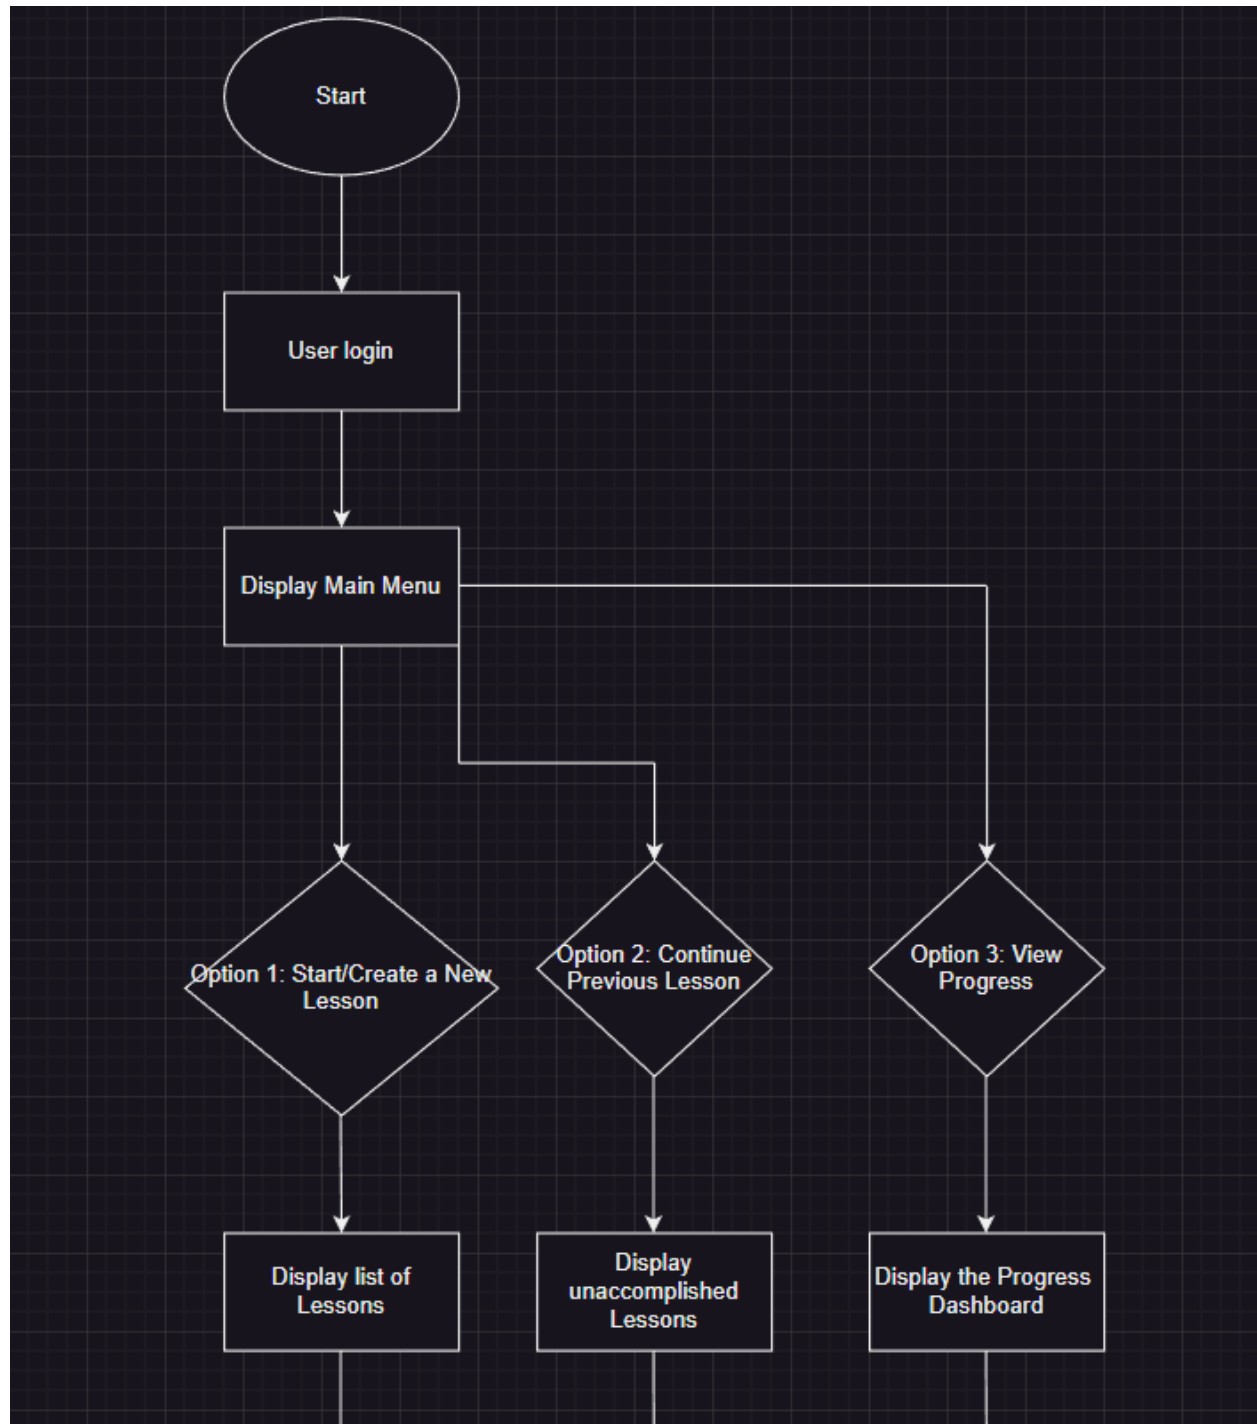 Start
User login
Display Main Menu
Option 1: Start/Create a New
Lesson
Option 2: Continue
Previous Lesson
Option 3: View
Progress
Display list of
Lessons
Display
unaccomplished
Lessons
Display the Progress
Dashboard